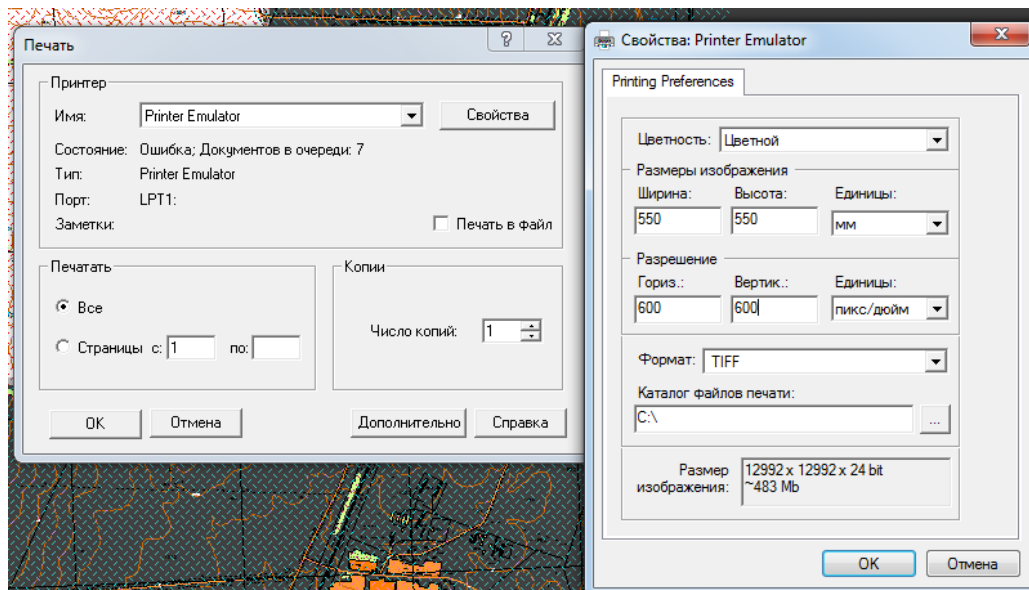 Печать
Принтер
Имя: Printer Emulator Свойства
Состояние: Ошибка; Документов в очереди: 7
Тип: Printer Emulator
Порт: LPT1:
Заметки: Печать в файл
Печатать
Все
Страницы с: 1 по:
Копии
Число копий: 1
ОК Отмена Дополнительно Справка
Свойства: Printer Emulator
Printing Preferences
Цветность: Цветной
Размеры изображения
Ширина: Высота: Единицы:
550 550 мм
Разрешение
Гориз.: Вертик.: Единицы:
600 600 пикс/дюйм
Формат: TIFF
Каталог файлов печати:
C:\ ...
Размер изображения:
12992 x 12992 x 24 bit
~483 Mb
ОК Отмена